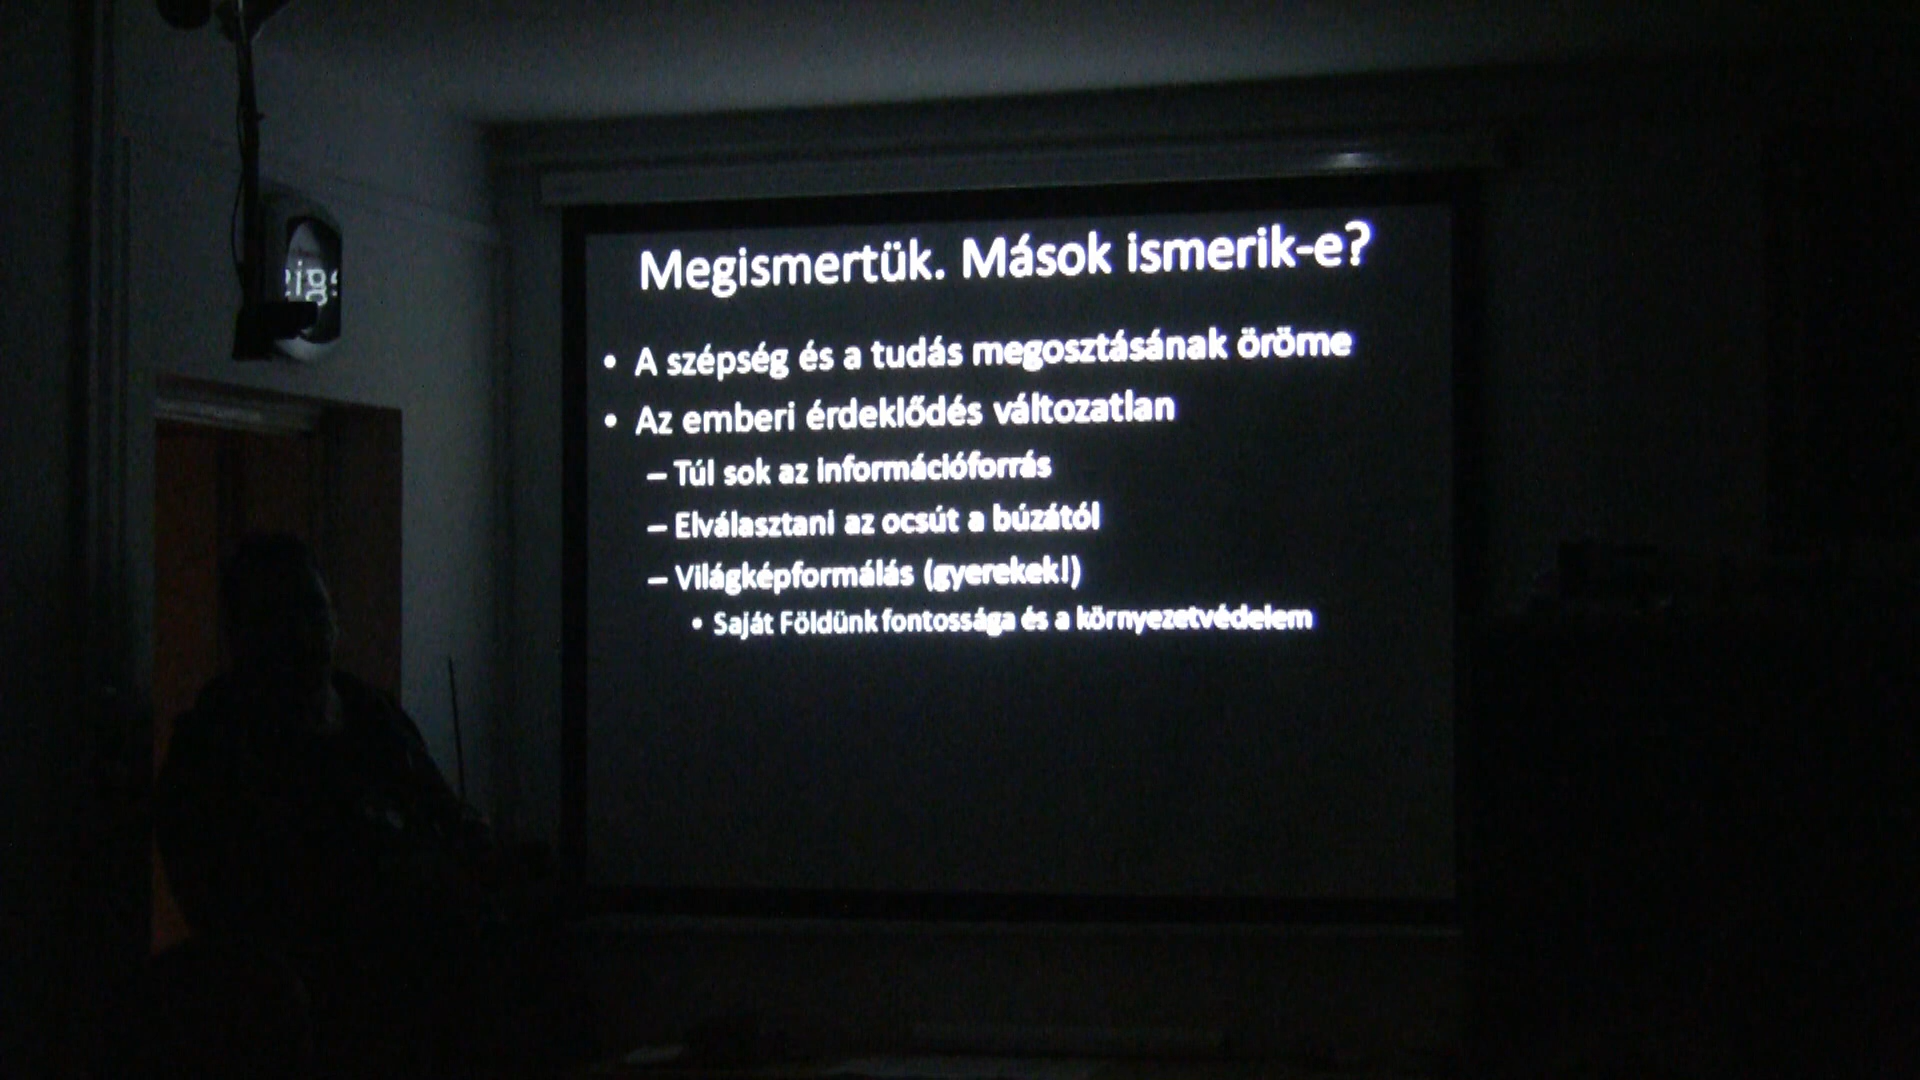 Megismertük. Mások ismerik-e?
• A szépség és a tudás megosztásának öröme
• Az emberi érdeklődés változatlan
– Túl sok az információforrás
– Elválasztani az ocsút a búzától
– Világképformálás (gyerekek!)
• Saját Földünk fontossága és a környezetvédelem